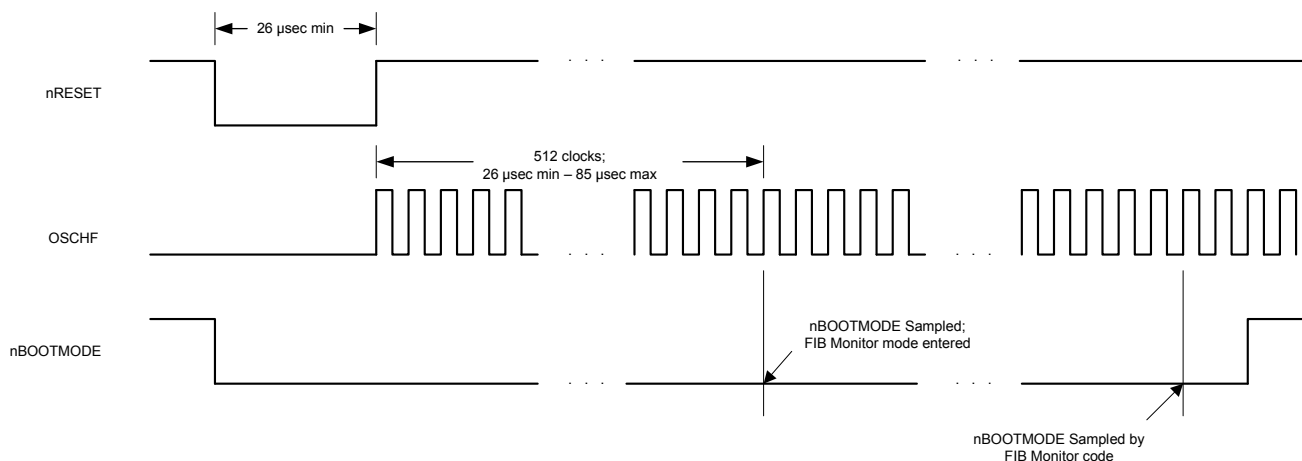 26 µsec min
nRESET
. . .
. . .
512 clocks;
26 µsec min – 85 µsec max
OSCHF
. . .
. . .
nBOOTMODE
nBOOTMODE Sampled;
FIB Monitor mode entered
. . .
. . .
nBOOTMODE Sampled by
FIB Monitor code